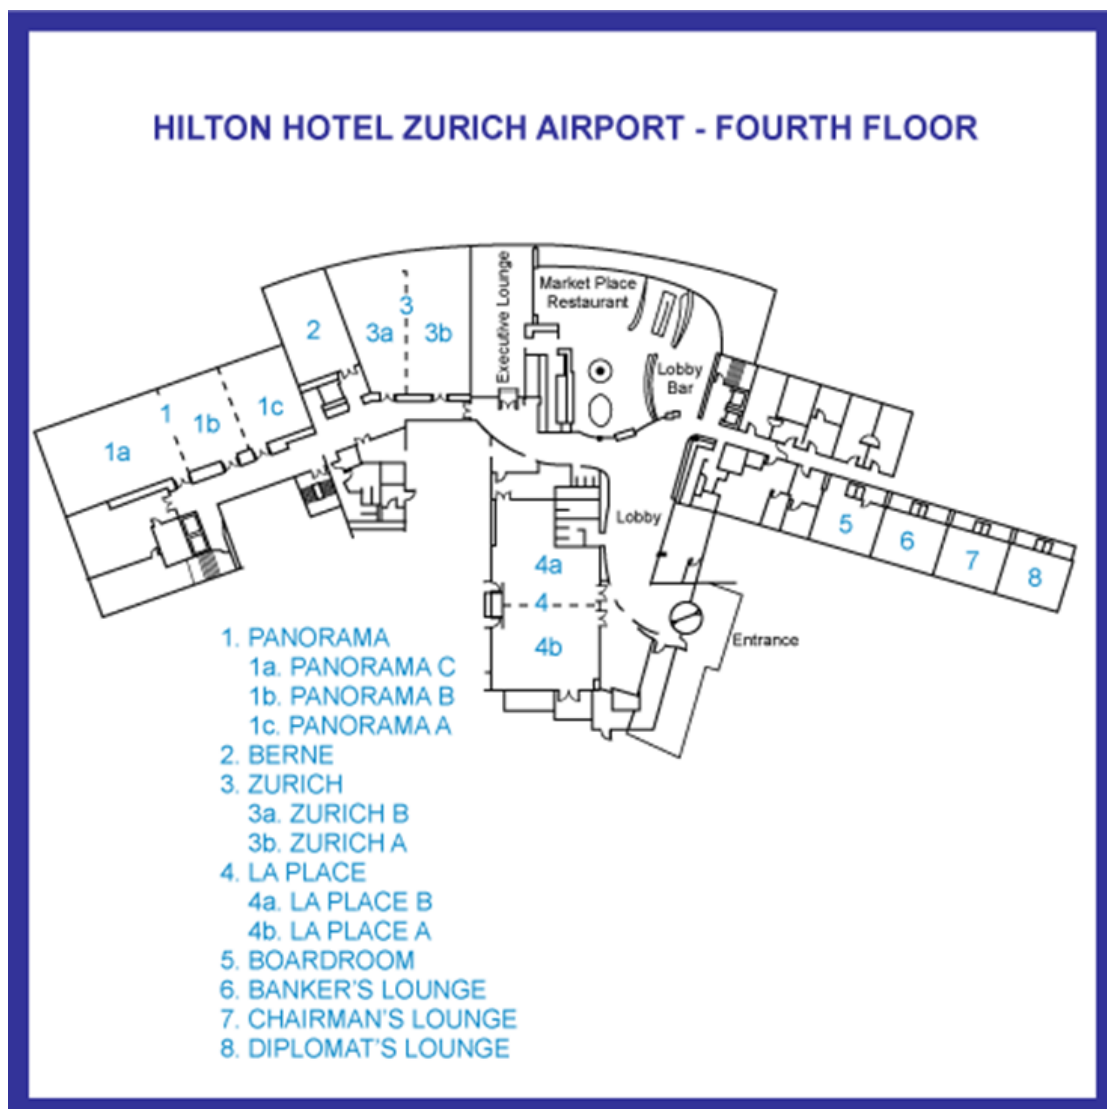 HILTON HOTEL ZURICH AIRPORT - FOURTH FLOOR
Executive Lounge
Market Place
Restaurant
2
3
3a
3b
Lobby
Bar
1
1a
1b
1c
Lobby
5
6
7
8
4a
4
4b
Entrance
1. PANORAMA
1a. PANORAMA C
1b. PANORAMA B
1c. PANORAMA A
2. BERNE
3. ZURICH
3a. ZURICH B
3b. ZURICH A
4. LA PLACE
4a. LA PLACE B
4b. LA PLACE A
5. BOARDROOM
6. BANKER'S LOUNGE
7. CHAIRMAN'S LOUNGE
8. DIPLOMAT'S LOUNGE